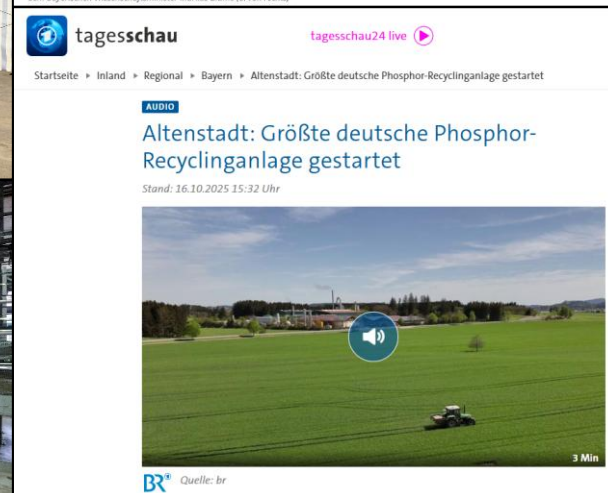 tagesschau
tagesschau24 live
Startseite ▸ Inland ▸ Regional ▸ Bayern ▸ Altenstadt: Größte deutsche Phosphor-Recyclinganlage gestartet
AUDIO
Altenstadt: Größte deutsche Phosphor-
Recyclinganlage gestartet
Stand: 16.10.2025 15:32 Uhr
3 Min
BR Quelle: br